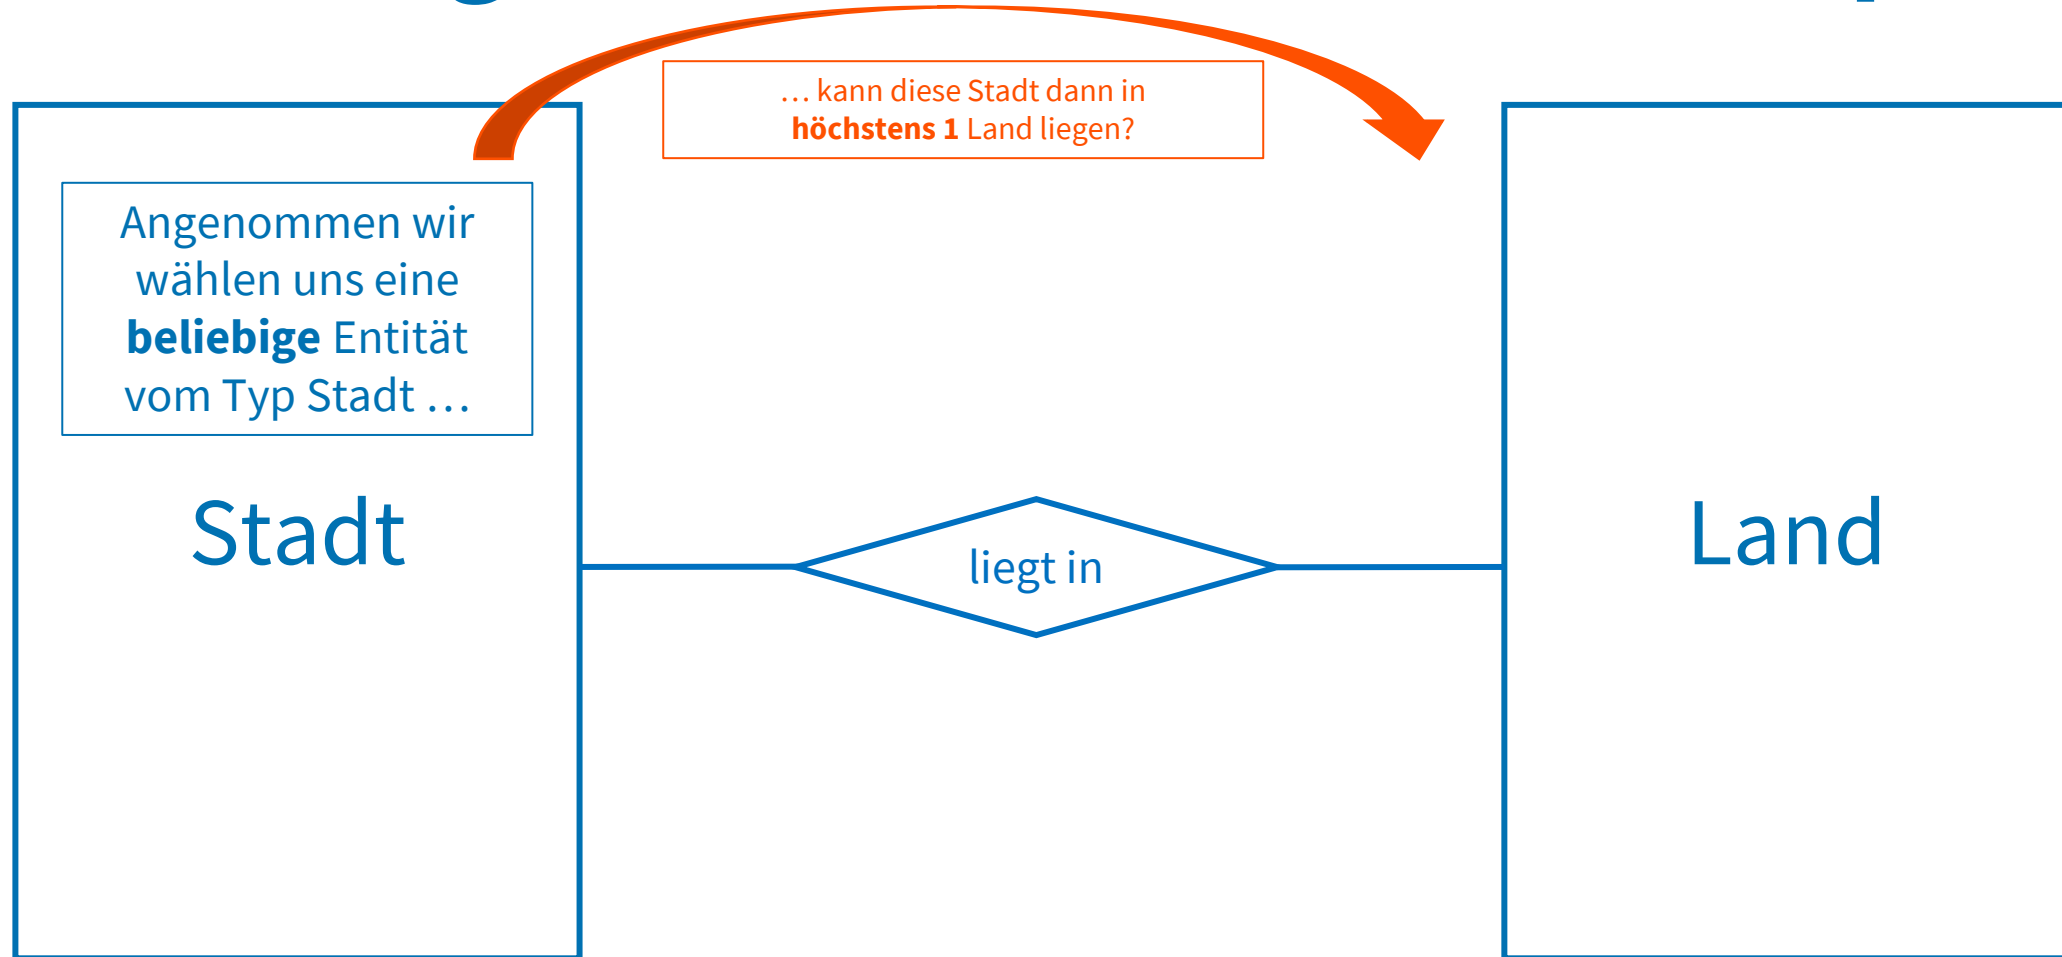 … kann diese Stadt dann in
höchstens 1 Land liegen?
Angenommen wir
wählen uns eine
beliebige Entität
vom Typ Stadt …
Stadt
liegt in
Land